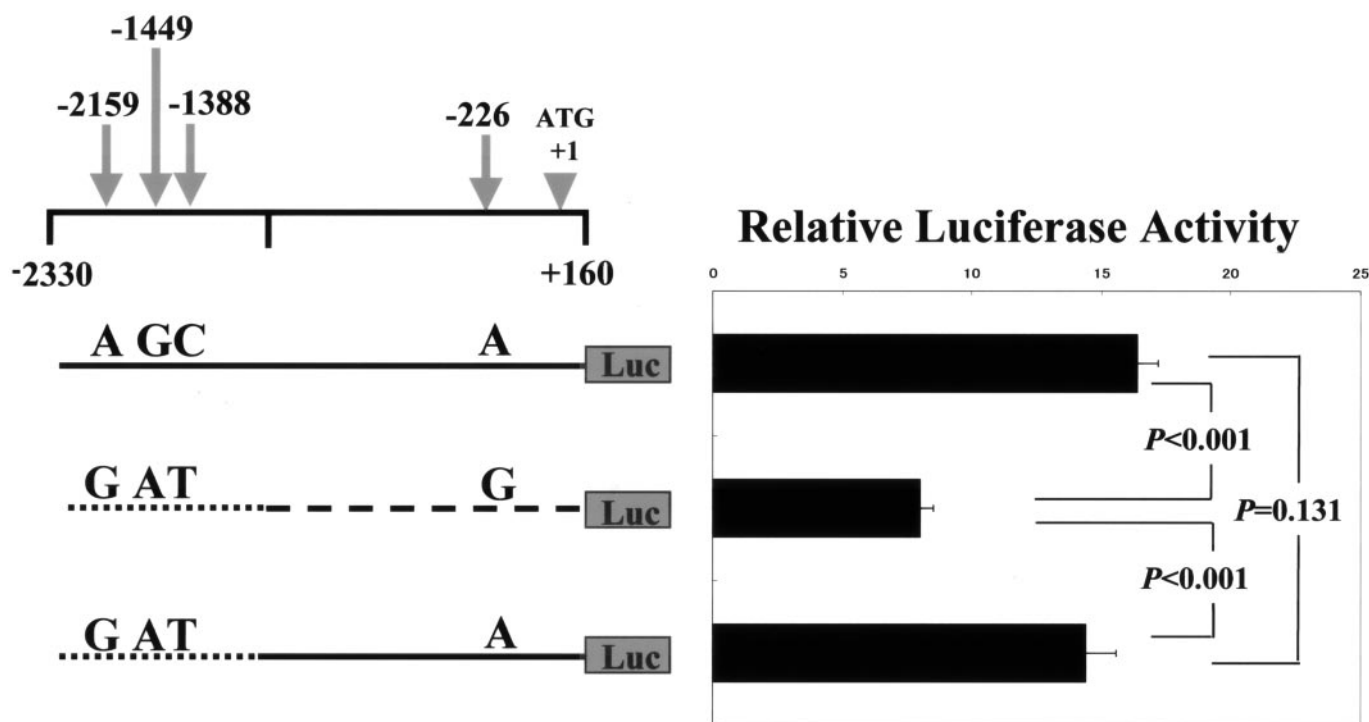 -1449
-2159
-1388
-226
ATG
+1
-2330
+160
Relative Luciferase Activity
0 5 10 15 20 25
A GC A
Luc
P<0.001
G AT G
Luc
P=0.131
P<0.001
G AT A
Luc